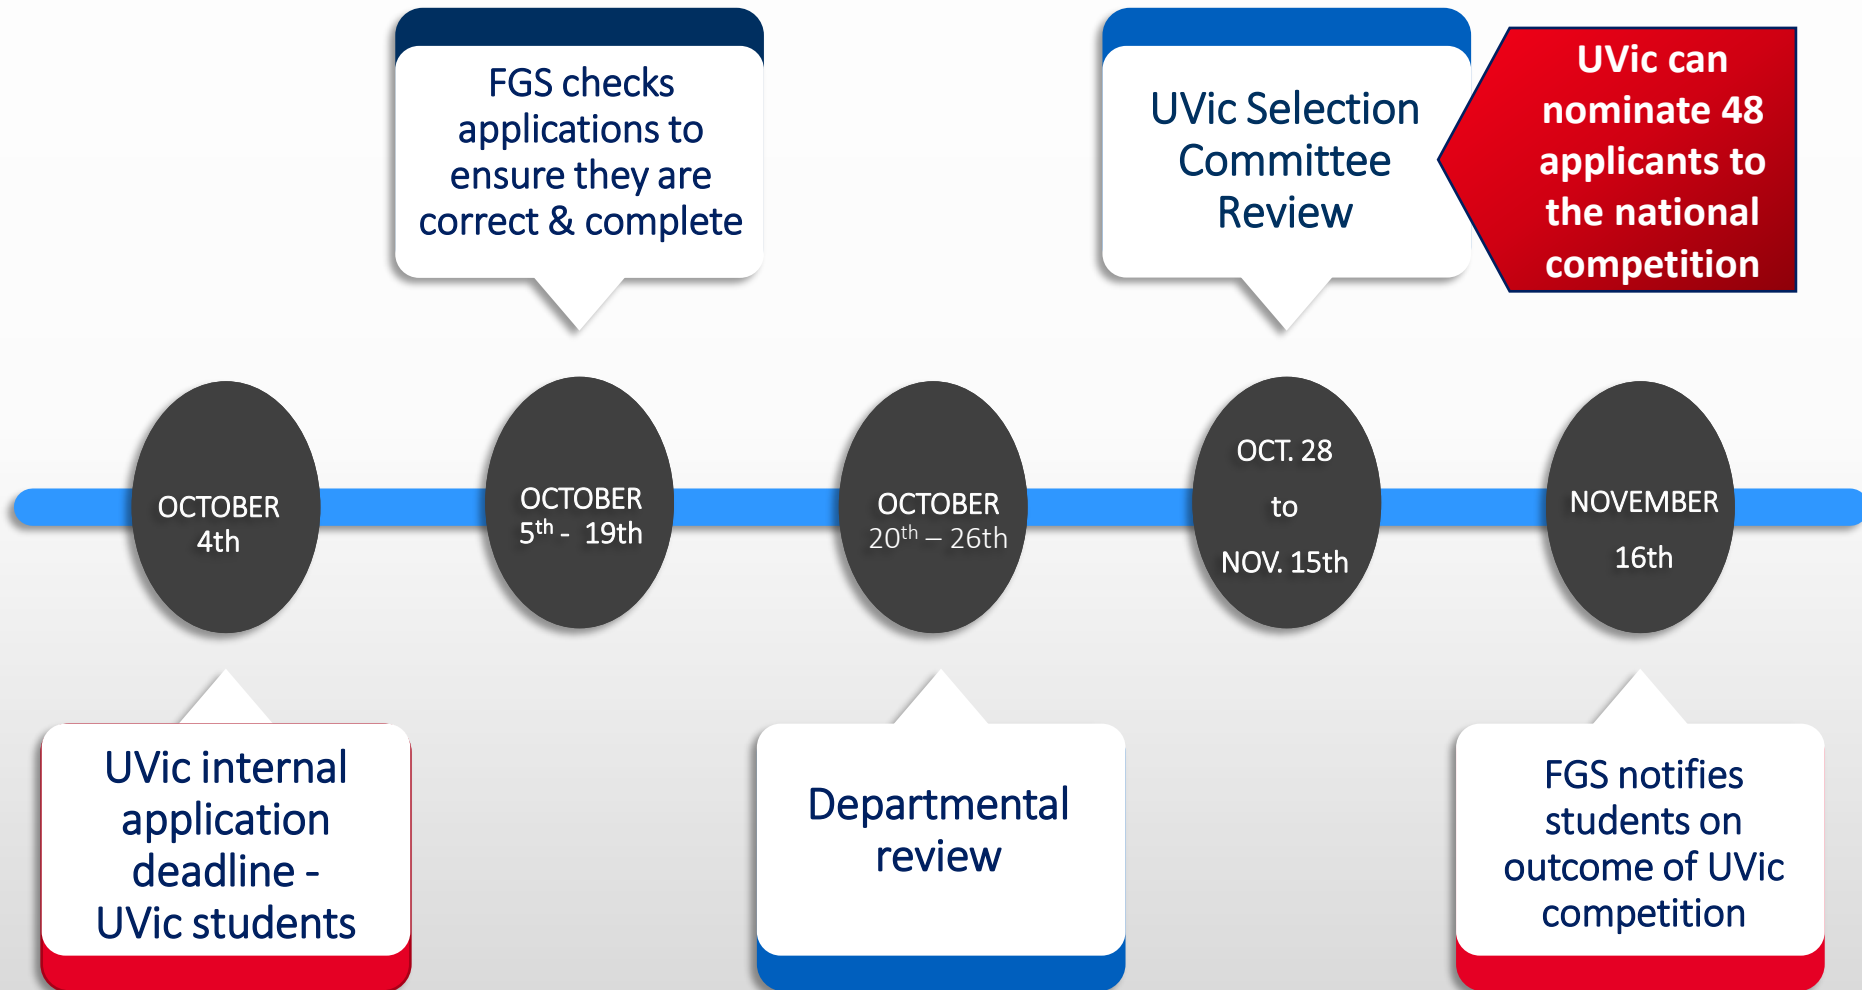 FGS checks
applications to
ensure they are
correct & complete
UVic Selection
Committee
Review
UVic can
nominate 48
applicants to
the national
competition
OCTOBER
4th
OCTOBER
5th - 19th
OCTOBER
20th – 26th
OCT. 28
to
NOV. 15th
NOVEMBER
16th
UVic internal
application
deadline -
UVic students
Departmental
review
FGS notifies
students on
outcome of UVic
competition